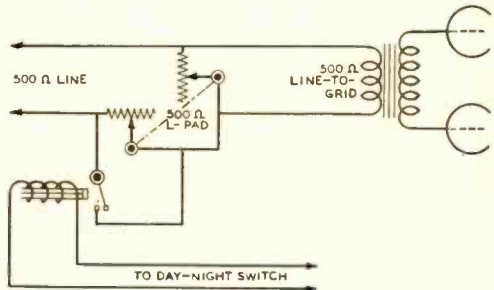 500 Ω LINE
500 Ω
L-PAD
500 Ω
LINE-TO-
GRID
TO DAY-NIGHT SWITCH